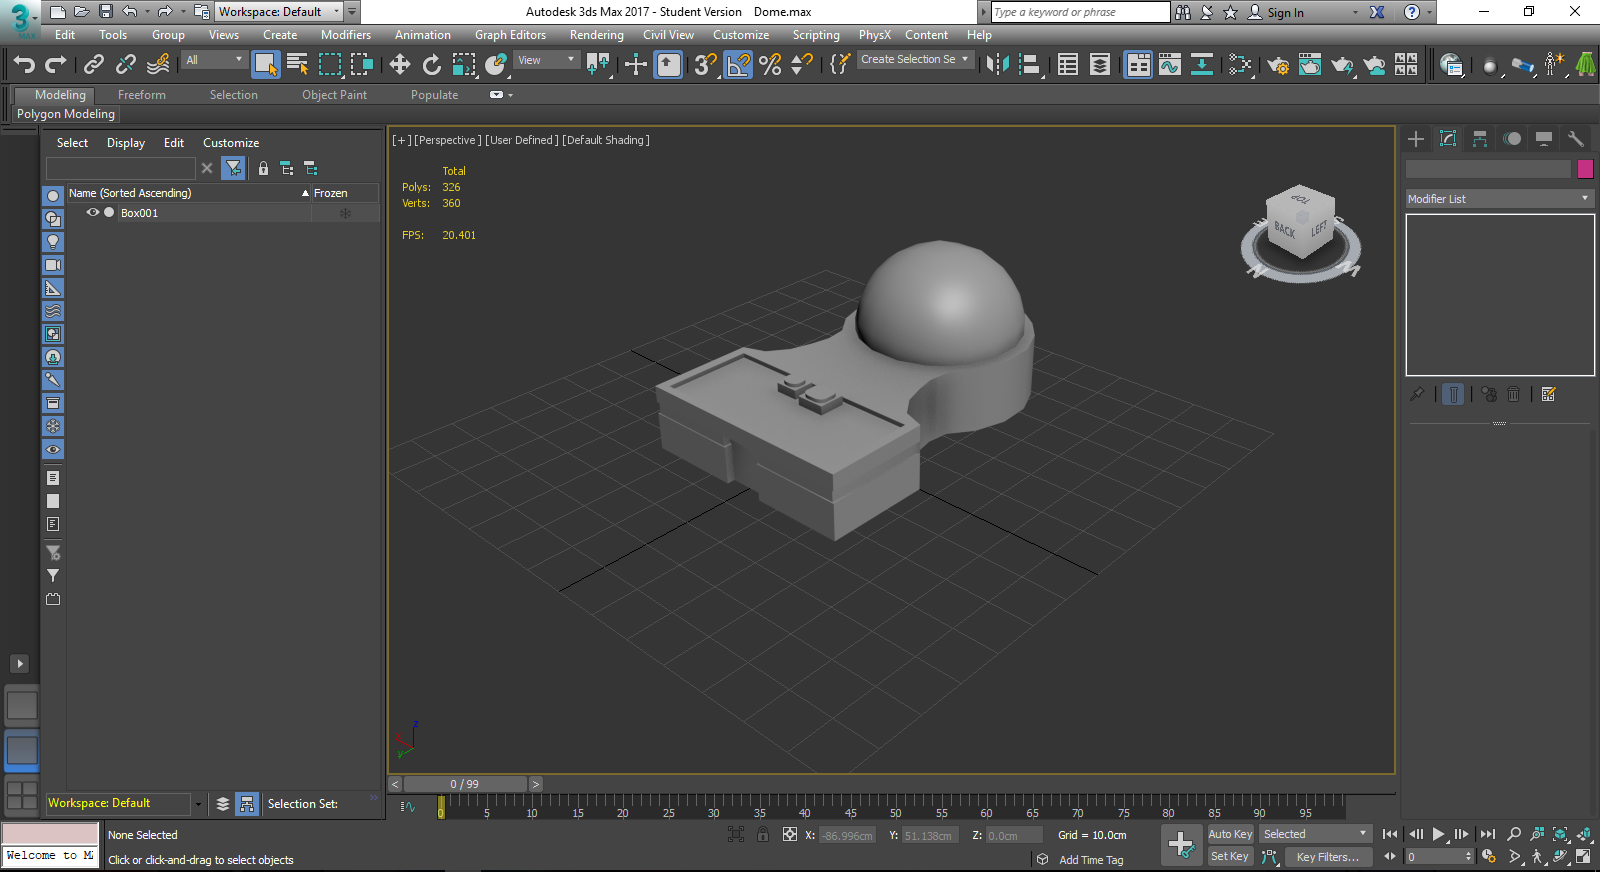 Workspace: Default
Autodesk 3ds Max 2017 - Student Version Dome.max
Type a keyword or phrase
Sign In
3
MAX
Edit Tools Group Views Create Modifiers Animation Graph Editors Rendering Civil View Customize Scripting PhysX Content Help
All
View
Create Selection Se
Modeling Freeform Selection Object Paint Populate
Polygon Modeling
Select Display Edit Customize
Name (Sorted Ascending) Frozen
Box001
[+] [Perspective] [User Defined] [Default Shading]
Total
Polys: 326
Verts: 360
FPS: 20.401
TOP
BACK
LEFT
N
Modifier List
z
y
0 / 99
Workspace: Default
Selection Set:
0 5 10 15 20 25 30 35 40 45 50 55 60 65 70 75 80 85 90 95
None Selected
X: -86.996cm Y: 51.138cm Z: 0.0cm Grid = 10.0cm
Auto Key Selected
Welcome to M
Click or click-and-drag to select objects
Add Time Tag
Set Key Key Filters...
0